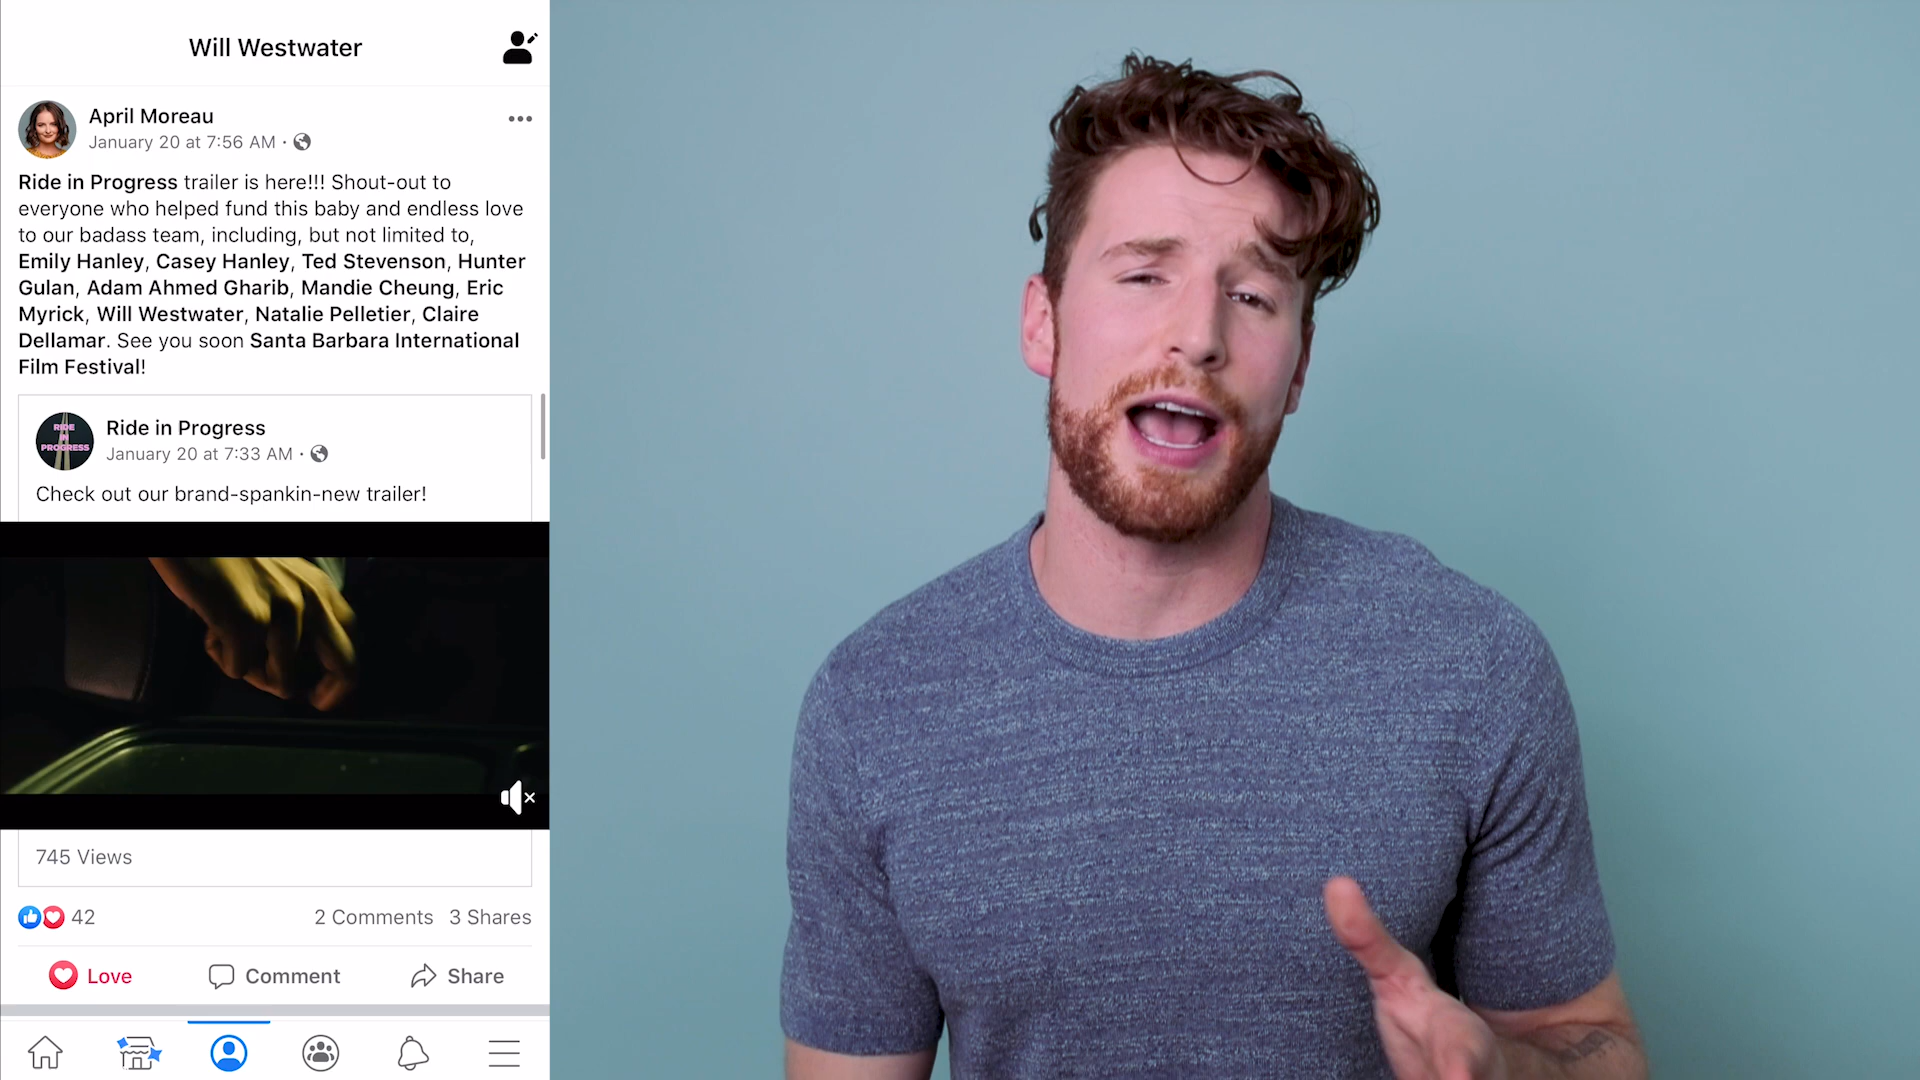 Will Westwater
April Moreau
January 20 at 7:56 AM ·
Ride in Progress trailer is here!!! Shout-out to
everyone who helped fund this baby and endless love
to our badass team, including, but not limited to,
Emily Hanley, Casey Hanley, Ted Stevenson, Hunter
Gulan, Adam Ahmed Gharib, Mandie Cheung, Eric
Myrick, Will Westwater, Natalie Pelletier, Claire
Dellamar. See you soon Santa Barbara International
Film Festival!
RIDE
IN
PROGRESS
Ride in Progress
January 20 at 7:33 AM ·
Check out our brand-spankin-new trailer!
745 Views
42 2 Comments 3 Shares
Love Comment Share